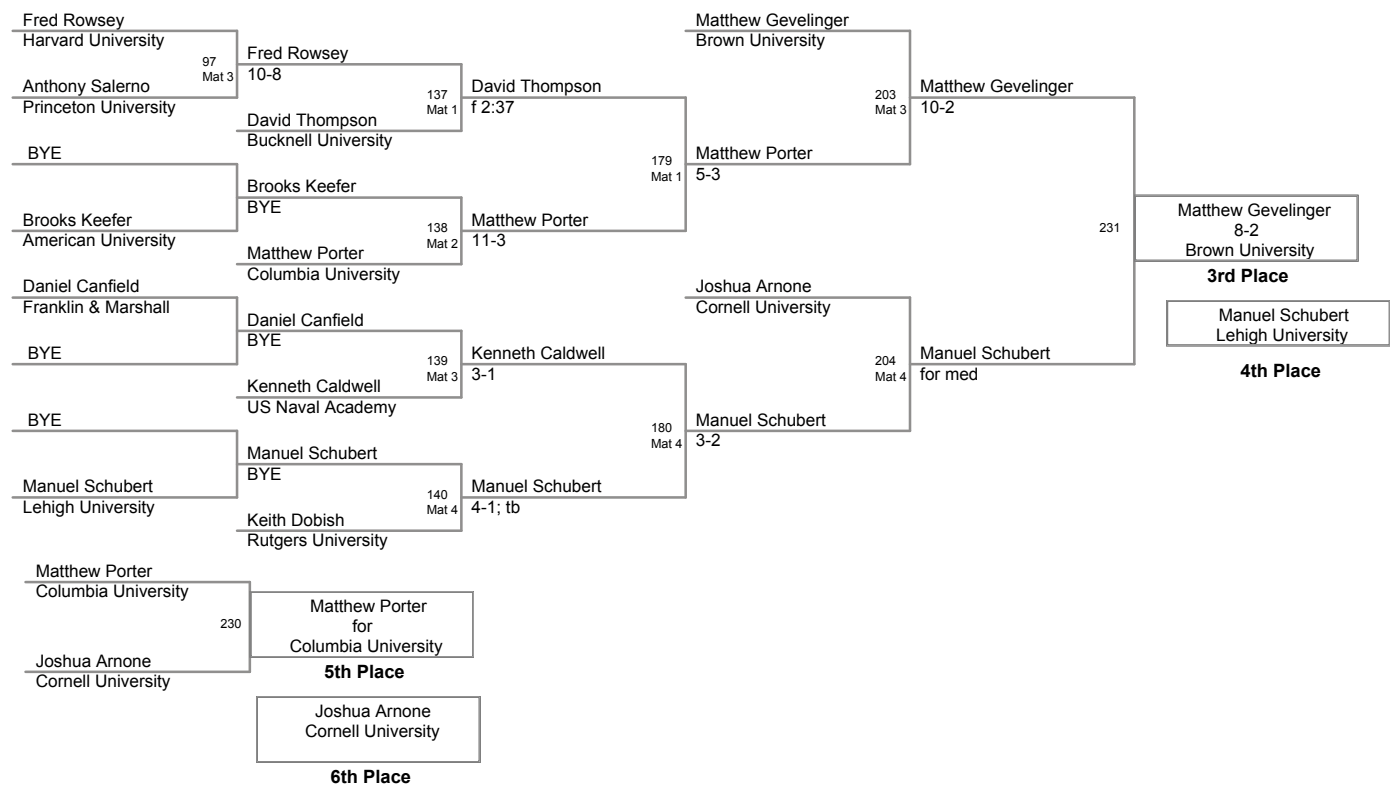 Fred Rowsey
Harvard University
97
Mat 3
Anthony Salerno
Princeton University
BYE
Brooks Keefer
American University
Daniel Canfield
Franklin & Marshall
BYE
BYE
Manuel Schubert
Lehigh University
Fred Rowsey
10-8
137
Mat 1
David Thompson
Bucknell University
Brooks Keefer
BYE
138
Mat 2
Matthew Porter
Columbia University
Daniel Canfield
BYE
139
Mat 3
Kenneth Caldwell
US Naval Academy
Manuel Schubert
BYE
140
Mat 4
Keith Dobish
Rutgers University
David Thompson
f 2:37
179
Mat 1
Matthew Porter
11-3
Kenneth Caldwell
3-1
180
Mat 4
Manuel Schubert
4-1; tb
Matthew Gevelinger
Brown University
203
Mat 3
Matthew Porter
5-3
Joshua Arnone
Cornell University
204
Mat 4
Manuel Schubert
3-2
Matthew Gevelinger
10-2
231
Manuel Schubert
for med
Matthew Gevelinger
8-2
Brown University
3rd Place
Manuel Schubert
Lehigh University
4th Place
Matthew Porter
Columbia University
230
Joshua Arnone
Cornell University
Matthew Porter
for
Columbia University
5th Place
Joshua Arnone
Cornell University
6th Place